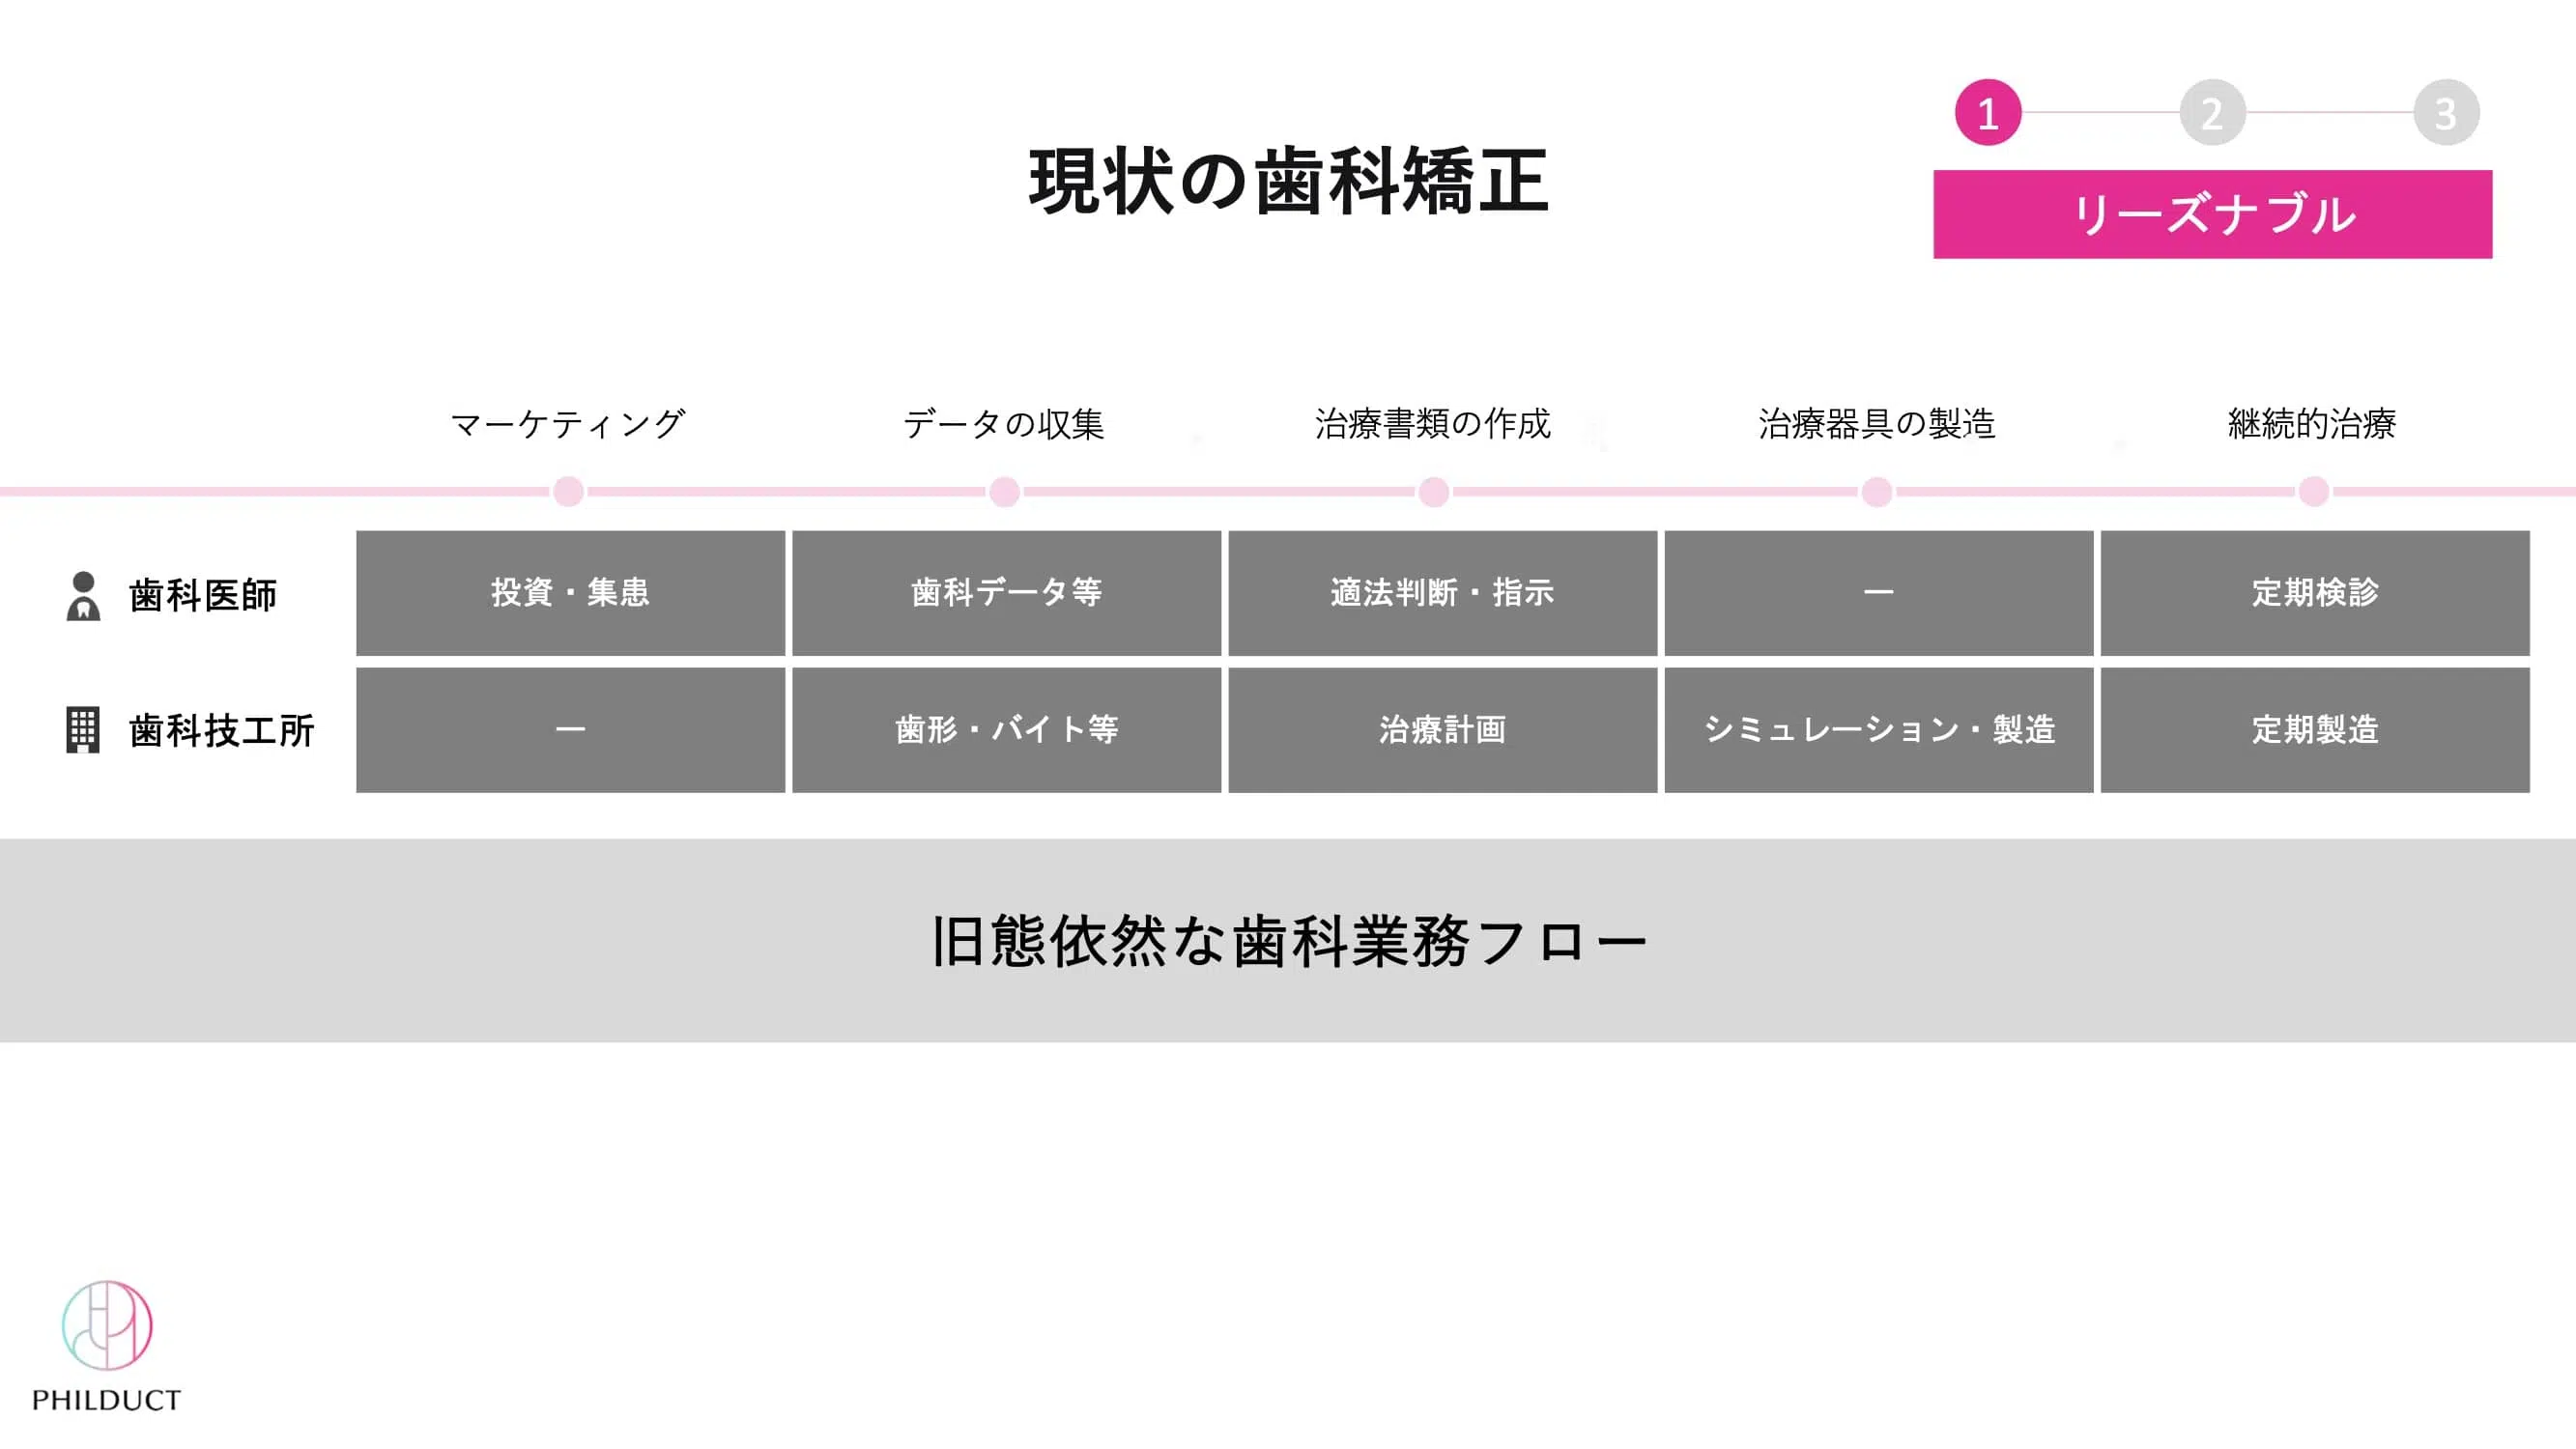 現状の歯科矯正
1 2 3
リーズナブル
マーケティング データの収集 治療書類の作成 治療器具の製造 継続的治療
歯科医師 投資・集患 歯科データ等 適法判断・指示 ― 定期検診
歯科技工所 ― 歯形・バイト等 治療計画 シミュレーション・製造 定期製造
旧態依然な歯科業務フロー
PHILDUCT